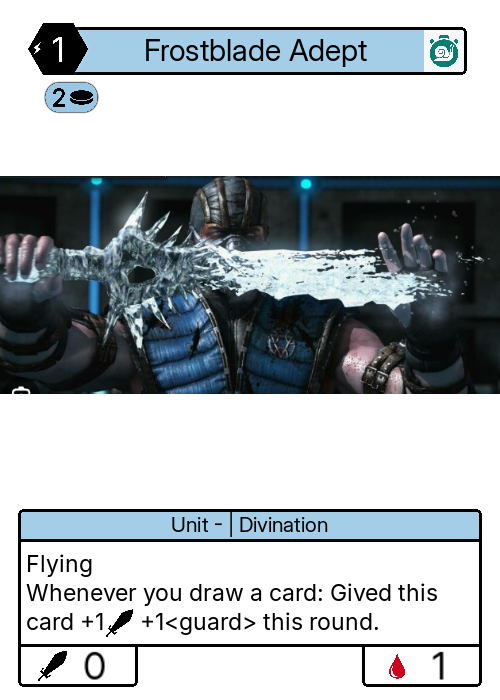 1
Frostblade Adept
2
Unit - | Divination
Flying
Whenever you draw a card: Gived this
card +1 +1<guard> this round.
0
1